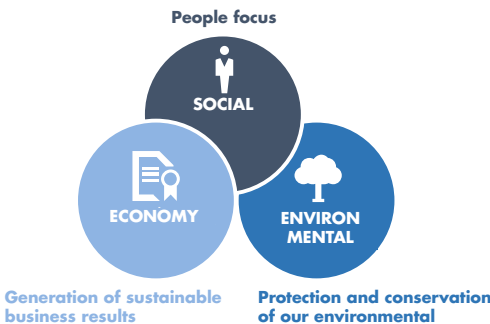 People focus
SOCIAL
ECONOMY
ENVIRON
MENTAL
Generation of sustainable
business results
Protection and conservation
of our environmental